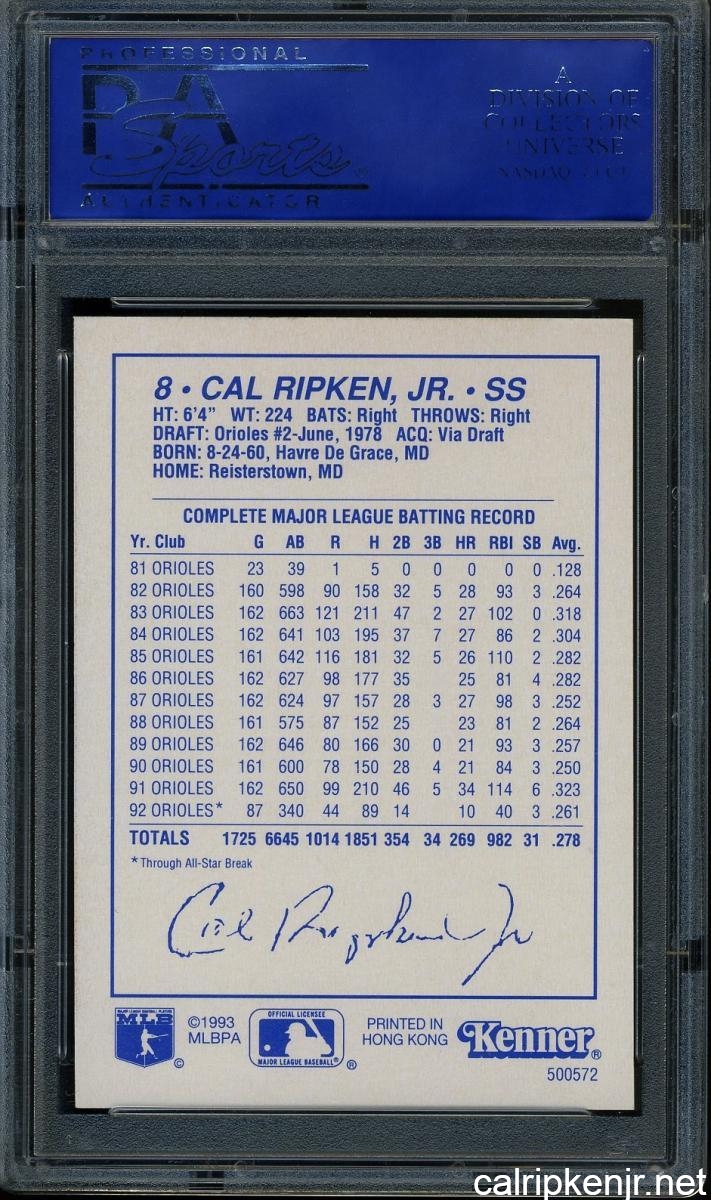 PROFESSIONAL
PSA
Sports®
AUTHENTICATOR
A
DIVISION OF
COLLECTORS
UNIVERSE
NASDAQ: CLCT
8 • CAL RIPKEN, JR. • SS
HT: 6'4” WT: 224 BATS: Right THROWS: Right
DRAFT: Orioles #2-June, 1978 ACQ: Via Draft
BORN: 8-24-60, Havre De Grace, MD
HOME: Reisterstown, MD
COMPLETE MAJOR LEAGUE BATTING RECORD
Yr. Club G AB R H 2B 3B HR RBI SB Avg.
81 ORIOLES 23 39 1 5 0 0 0 0 0 .128
82 ORIOLES 160 598 90 158 32 5 28 93 3 .264
83 ORIOLES 162 663 121 211 47 2 27 102 0 .318
84 ORIOLES 162 641 103 195 37 7 27 86 2 .304
85 ORIOLES 161 642 116 181 32 5 26 110 2 .282
86 ORIOLES 162 627 98 177 35 25 81 4 .282
87 ORIOLES 162 624 97 157 28 3 27 98 3 .252
88 ORIOLES 161 575 87 152 25 23 81 2 .264
89 ORIOLES 162 646 80 166 30 0 21 93 3 .257
90 ORIOLES 161 600 78 150 28 4 21 84 3 .250
91 ORIOLES 162 650 99 210 46 5 34 114 6 .323
92 ORIOLES* 87 340 44 89 14 10 40 3 .261
TOTALS 1725 6645 1014 1851 354 34 269 982 31 .278
*Through All-Star Break
Cal Ripken Jr
MAJOR LEAGUE BASEBALL PLAYERS
MLB
©
©1993
MLBPA
OFFICIAL LICENSEE
MAJOR LEAGUE BASEBALL®
®
PRINTED IN
HONG KONG
Kenner®
500572
calripkenjr.net